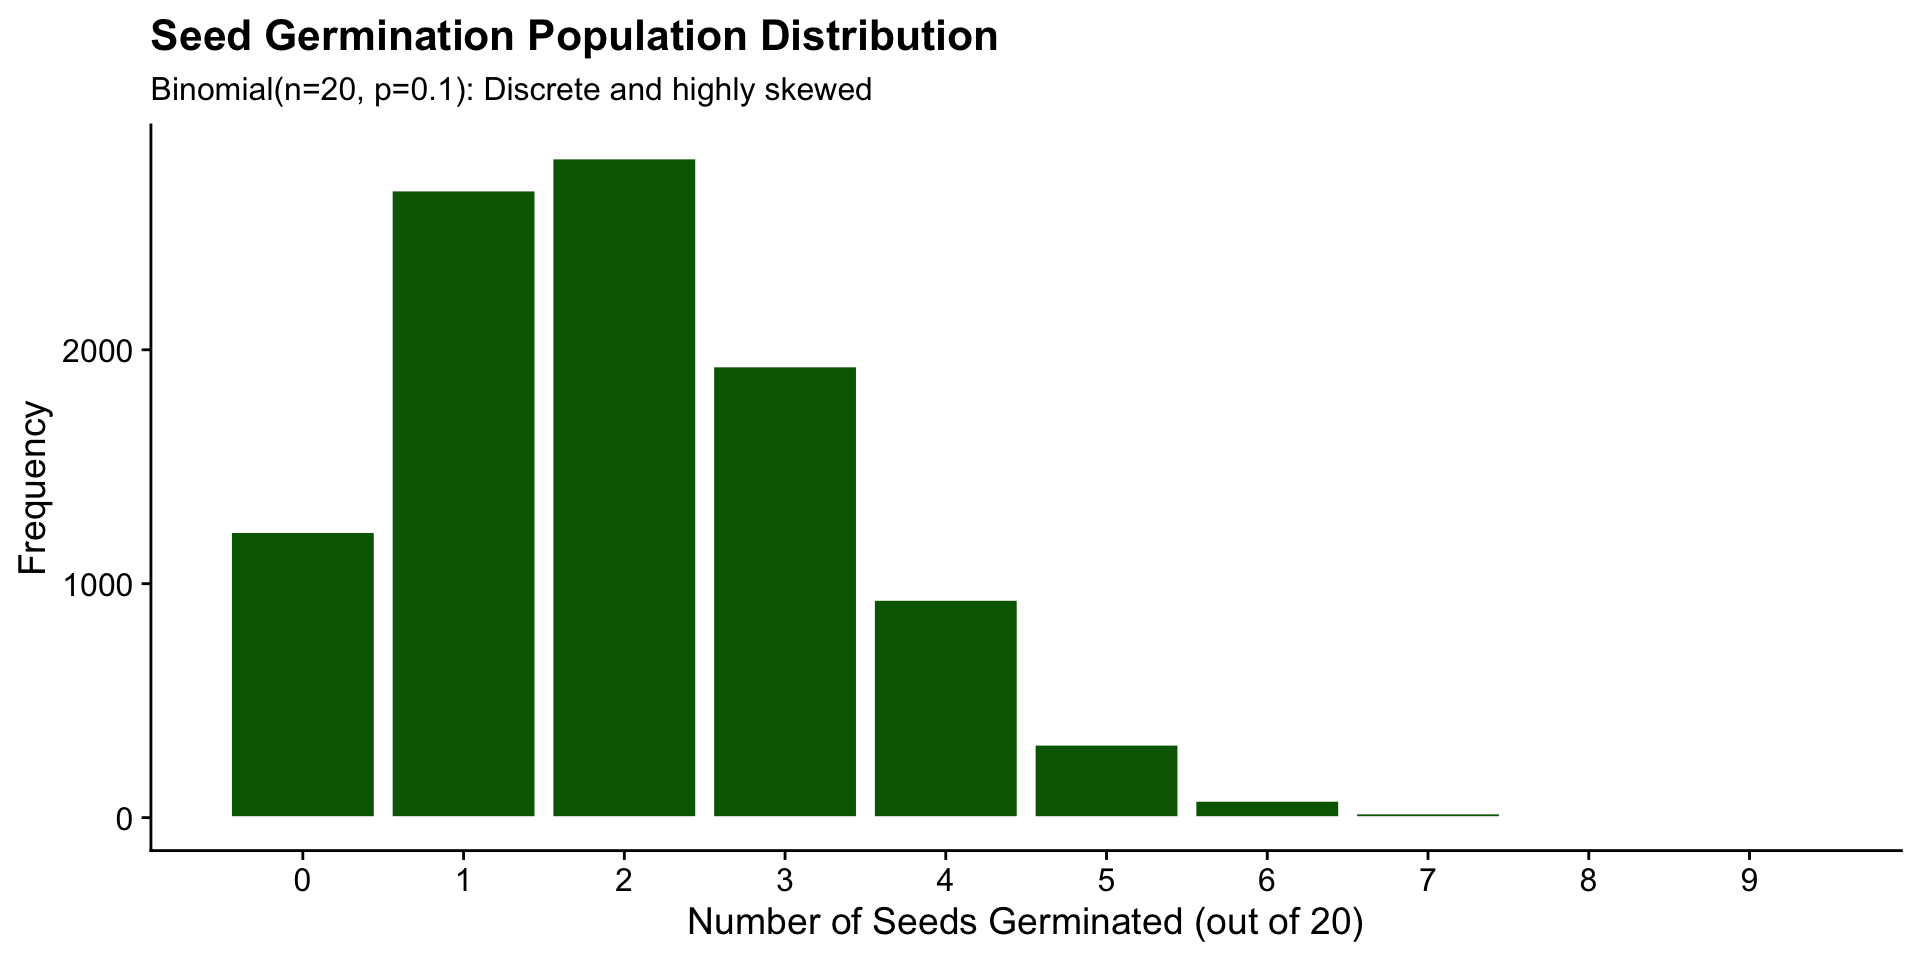 Seed Germination Population Distribution
Binomial(n=20, p=0.1): Discrete and highly skewed
Frequency
2000
1000
0
0 1 2 3 4 5 6 7 8 9
Number of Seeds Germinated (out of 20)